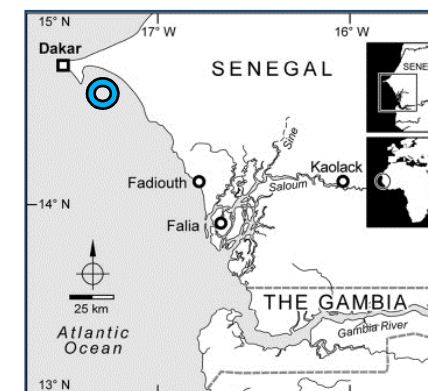 15° N
17° W
16° W
Dakar
SENEGAL
SENE
Sine
Kaolack
Fadiouth
Saloum
14° N
Falia
25 km
THE GAMBIA
Gambia River
Atlantic
Ocean
13° N